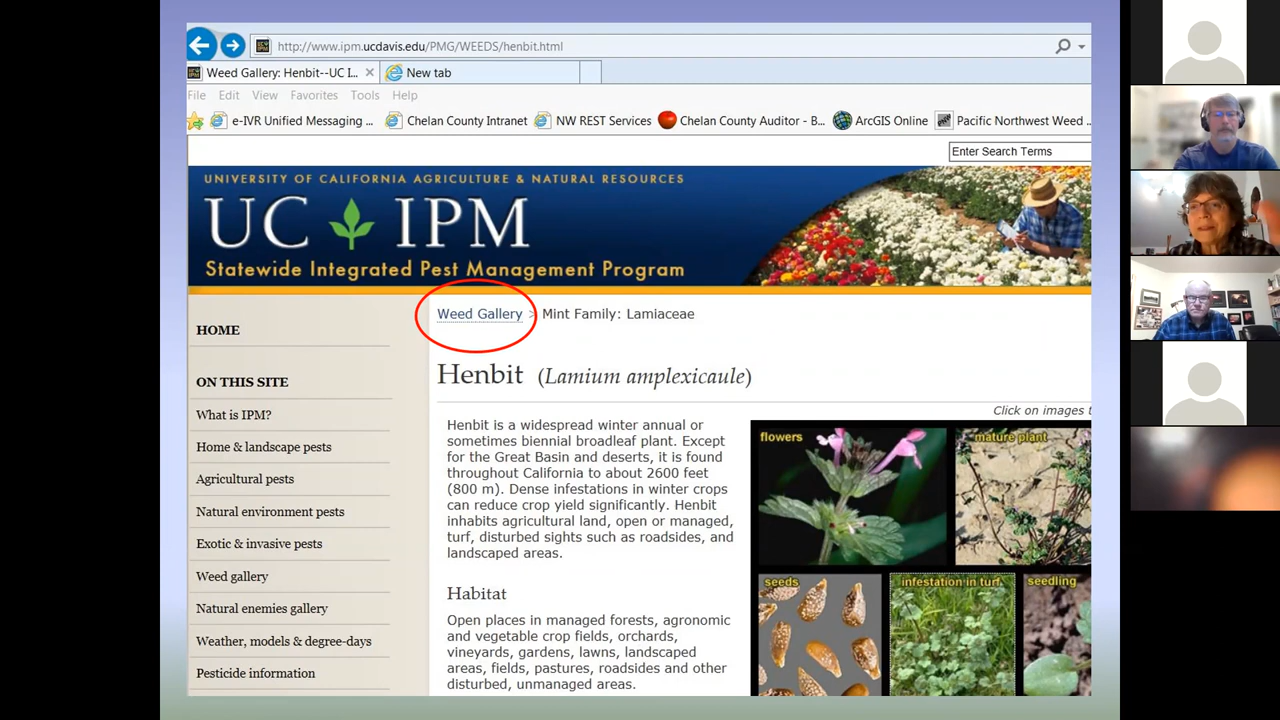 http://www.ipm.ucdavis.edu/PMG/WEEDS/henbit.html
Weed Gallery: Henbit--UC I...
New tab
File Edit View Favorites Tools Help
e-IVR Unified Messaging ... Chelan County Intranet NW REST Services Chelan County Auditor - B... ArcGIS Online Pacific Northwest Weed ...
Enter Search Terms
UNIVERSITY OF CALIFORNIA AGRICULTURE & NATURAL RESOURCES
UC IPM
Statewide Integrated Pest Management Program
HOME
ON THIS SITE
What is IPM?
Home & landscape pests
Agricultural pests
Natural environment pests
Exotic & invasive pests
Weed gallery
Natural enemies gallery
Weather, models & degree-days
Pesticide information
Weed Gallery > Mint Family: Lamiaceae
Henbit (Lamium amplexicaule)
Click on images t
Henbit is a widespread winter annual or
sometimes biennial broadleaf plant. Except
for the Great Basin and deserts, it is found
throughout California to about 2600 feet
(800 m). Dense infestations in winter crops
can reduce crop yield significantly. Henbit
inhabits agricultural land, open or managed,
turf, disturbed sights such as roadsides, and
landscaped areas.
Habitat
Open places in managed forests, agronomic
and vegetable crop fields, orchards,
vineyards, gardens, lawns, landscaped
areas, fields, pastures, roadsides and other
disturbed, unmanaged areas.
flowers
mature plant
seeds
infestation in turf
seedling